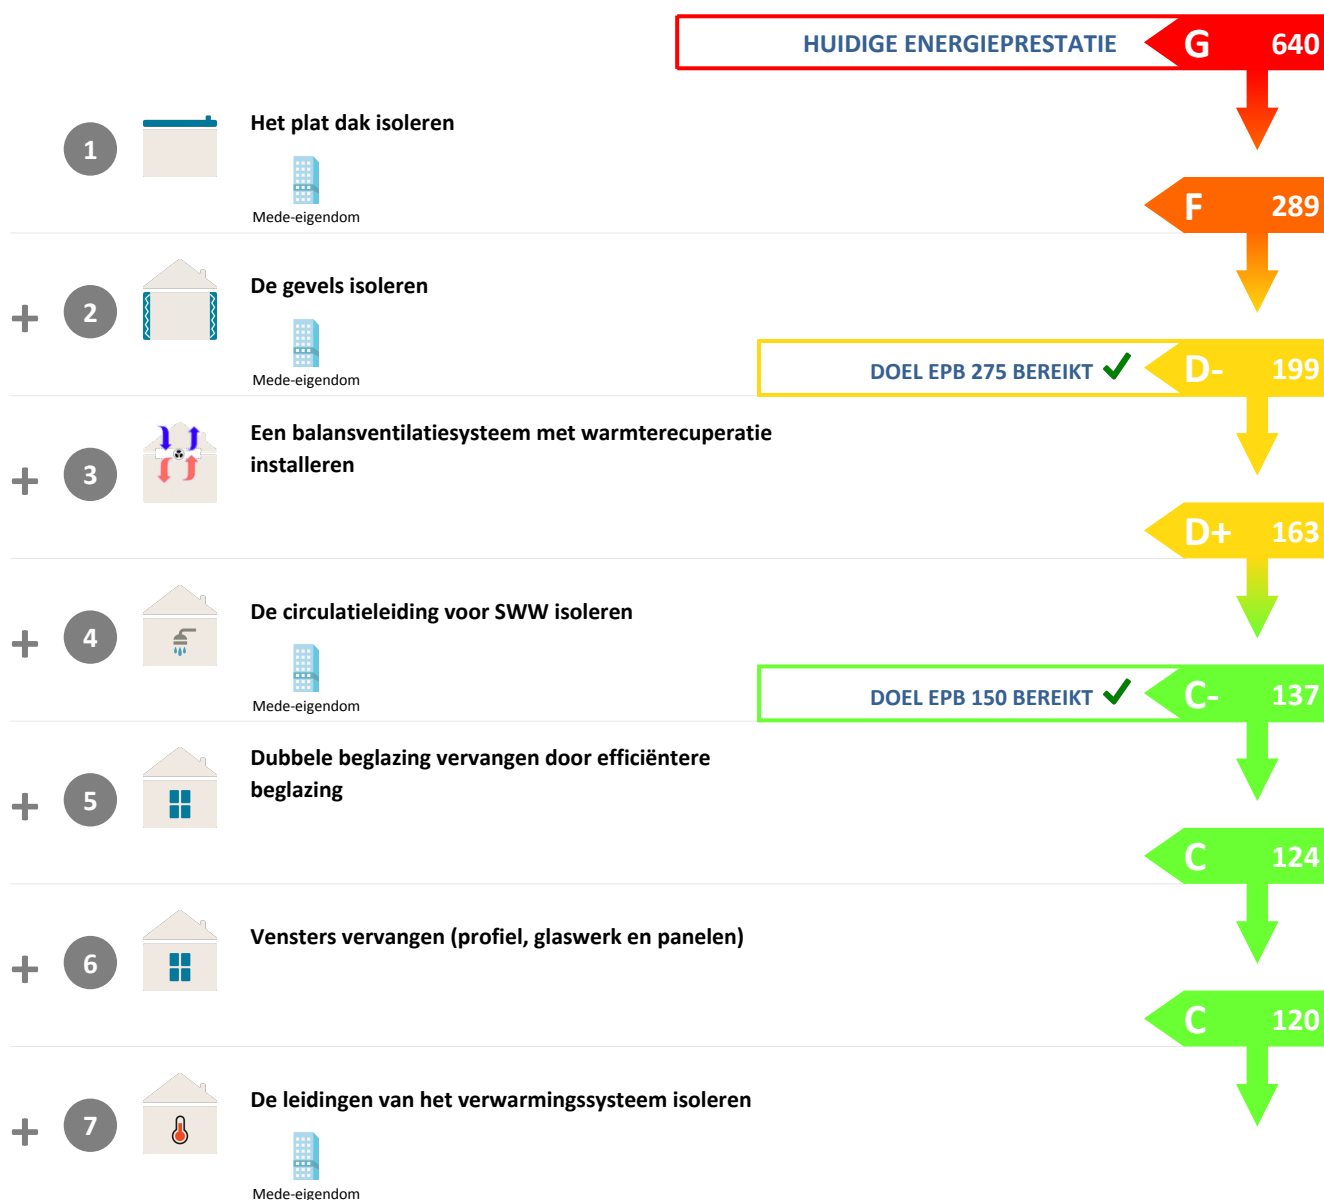 HUIDIGE ENERGIEPRESTATIE G 640
1 Het plat dak isoleren
Mede-eigendom
F 289
+ 2 De gevels isoleren
Mede-eigendom
DOEL EPB 275 BEREIKT ✓ D- 199
+ 3 Een balansventilatiesysteem met warmterecuperatie
installeren
D+ 163
+ 4 De circulatieleiding voor SWW isoleren
Mede-eigendom
DOEL EPB 150 BEREIKT ✓ C- 137
+ 5 Dubbele beglazing vervangen door efficiëntere
beglazing
C 124
+ 6 Vensters vervangen (profiel, glaswerk en panelen)
C 120
+ 7 De leidingen van het verwarmingssysteem isoleren
Mede-eigendom